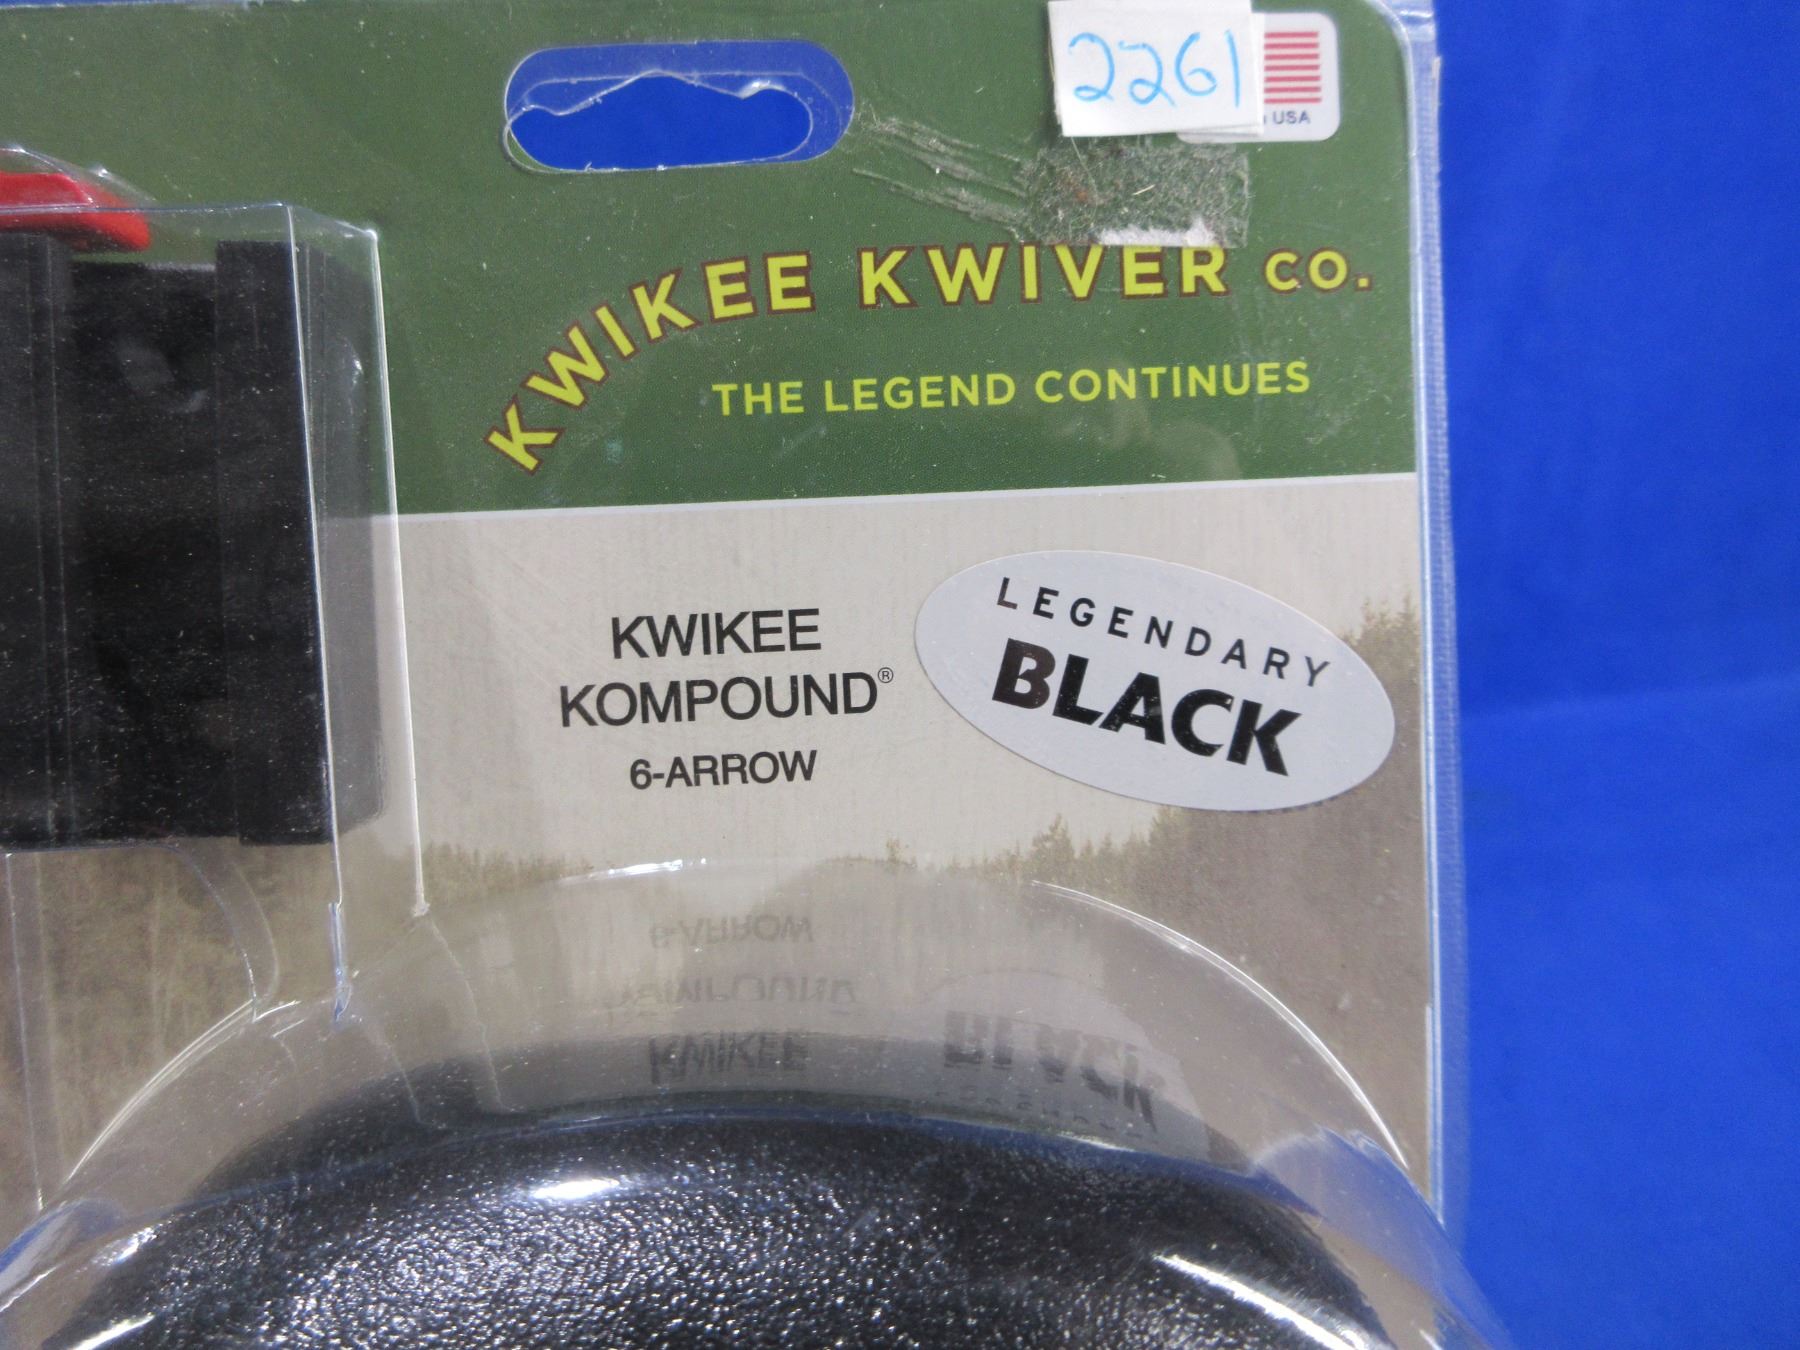 2261
USA
KWIKEE KWIVER CO.
THE LEGEND CONTINUES
KWIKEE
KOMPOUND®
6-ARROW
LEGENDARY
BLACK